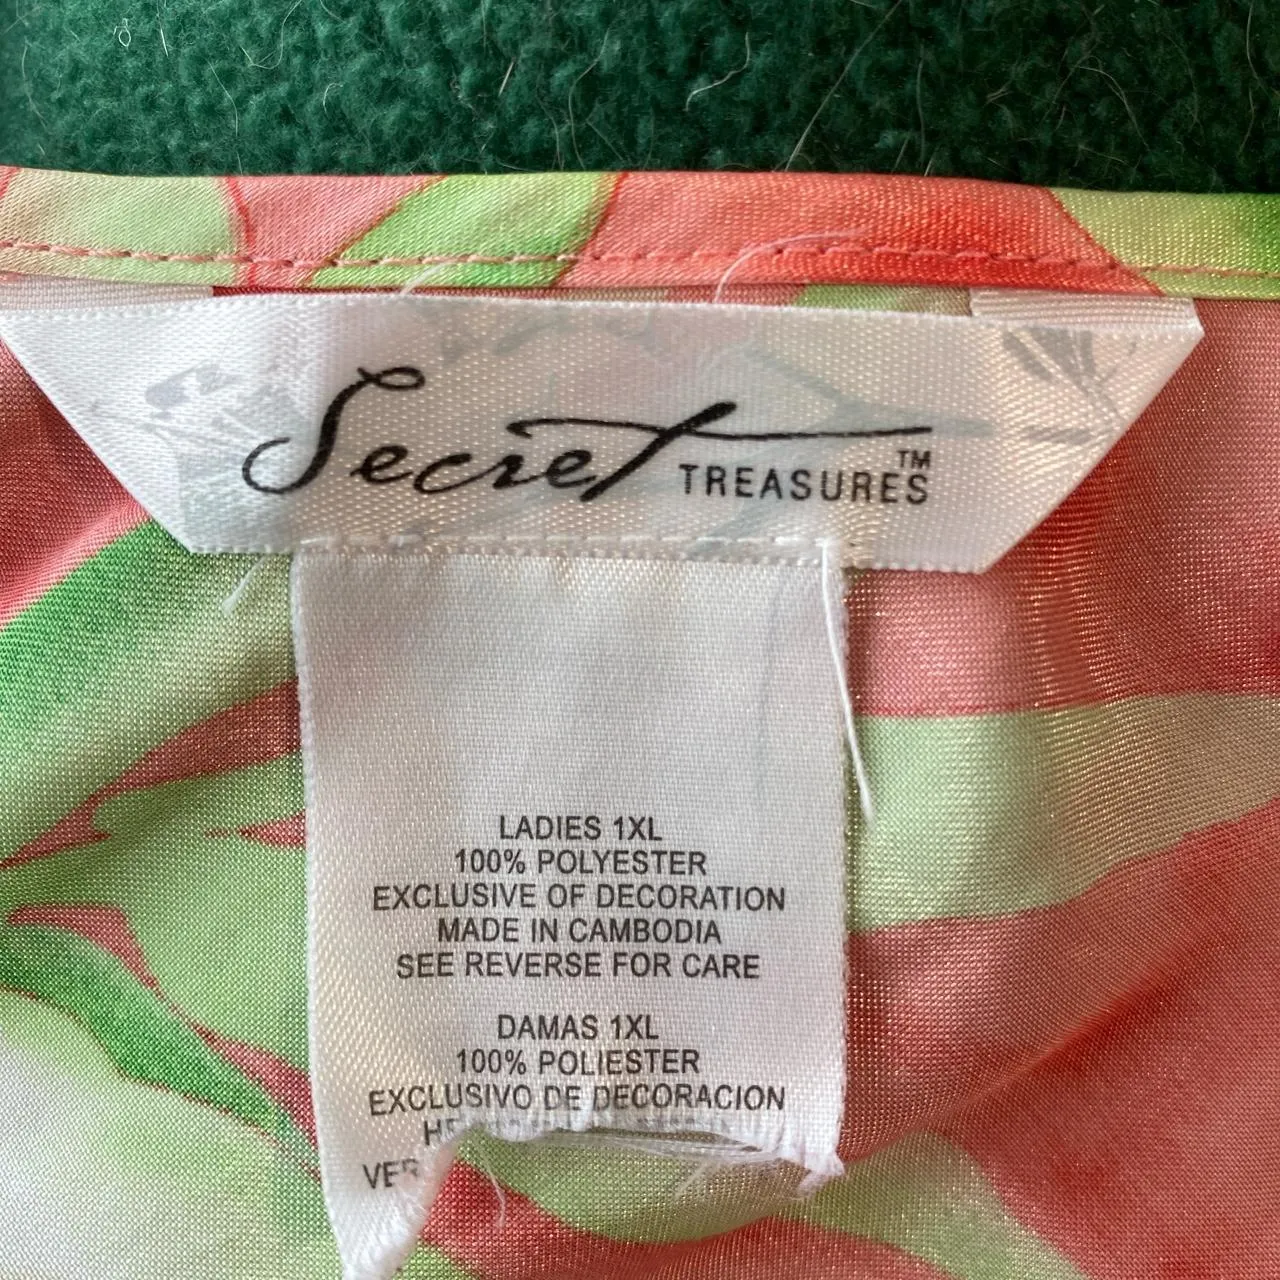 Secret TREASURES™
LADIES 1XL
100% POLYESTER
EXCLUSIVE OF DECORATION
MADE IN CAMBODIA
SEE REVERSE FOR CARE
DAMAS 1XL
100% POLIESTER
EXCLUSIVO DE DECORACION